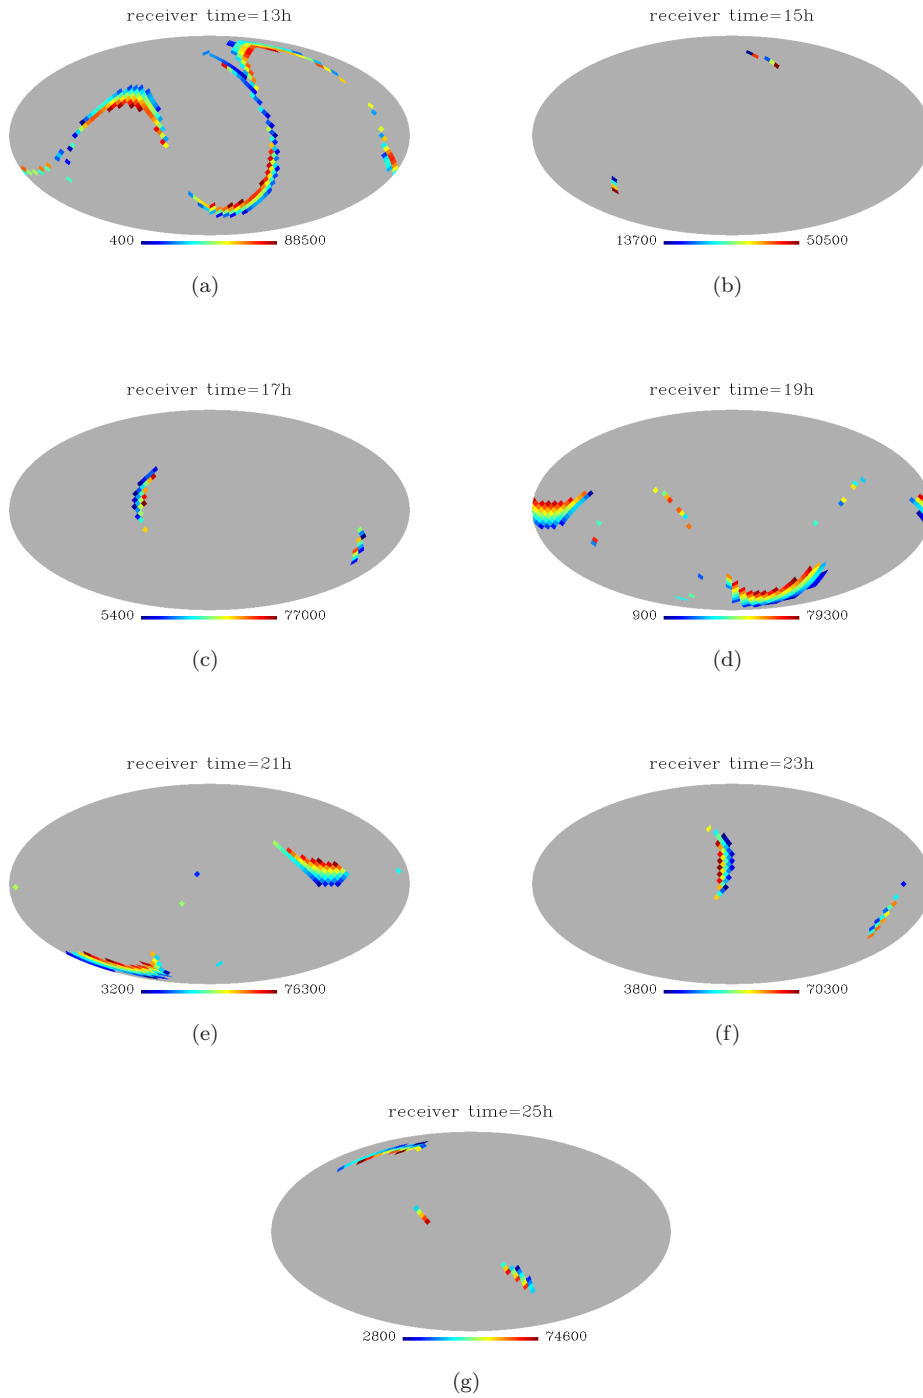 receiver time=13h
receiver time=15h
400 88500
13700 50500
(a)
(b)
receiver time=17h
receiver time=19h
5400 77000
900 79300
(c)
(d)
receiver time=21h
receiver time=23h
3200 76300
3800 70300
(e)
(f)
receiver time=25h
2800 74600
(g)